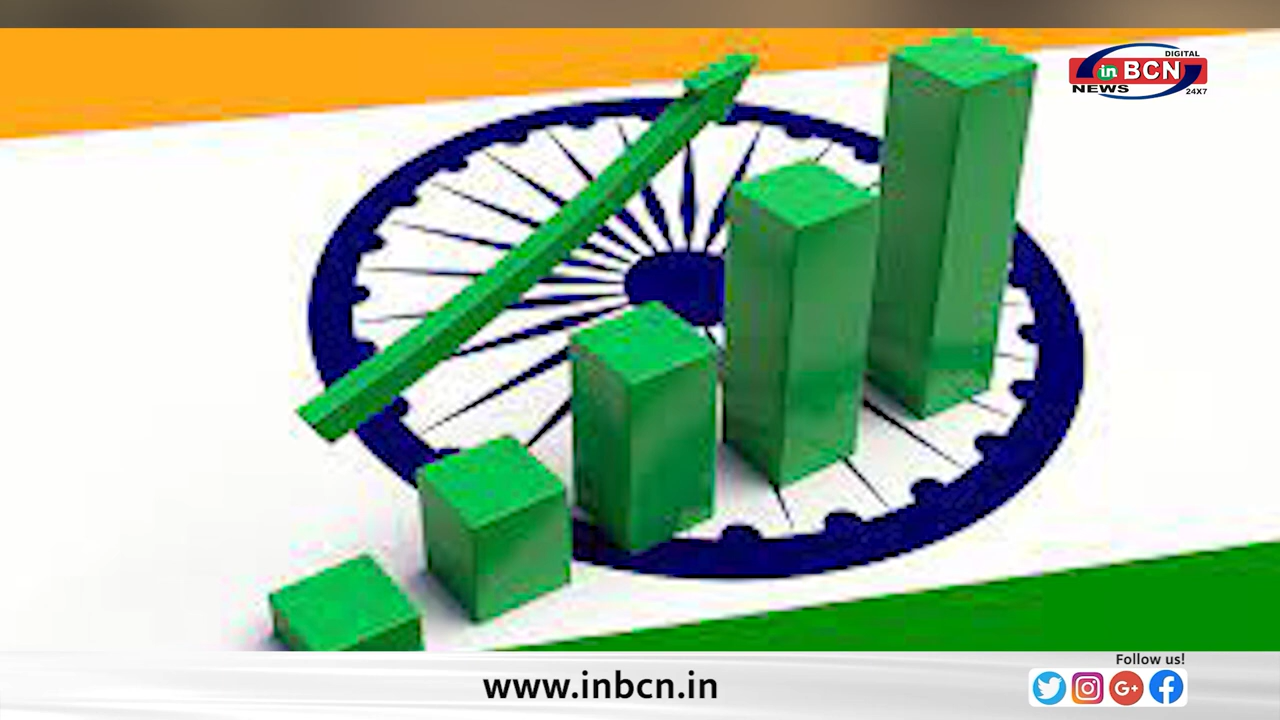 DIGITAL
in BCN
NEWS
24X7
Follow us!
www.inbcn.in
G+